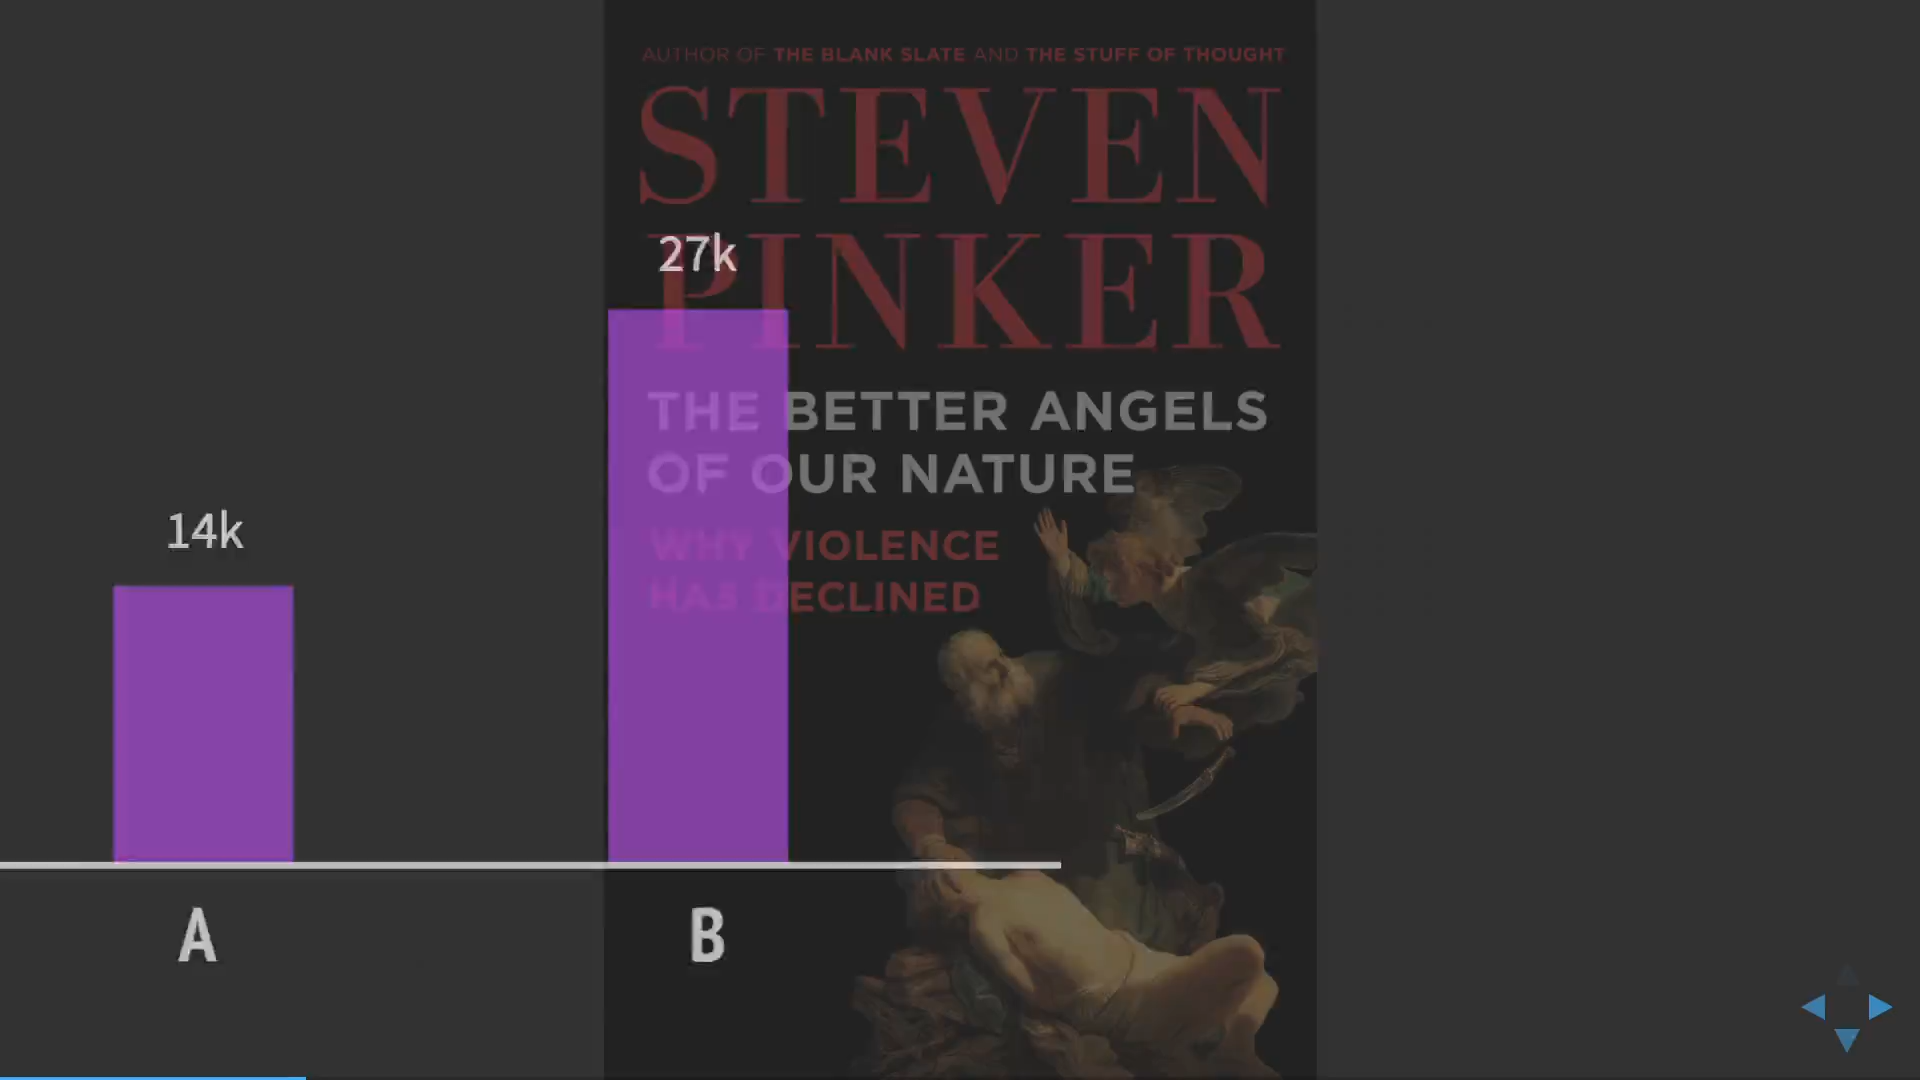 AUTHOR OF THE BLANK SLATE AND THE STUFF OF THOUGHT
STEVEN
PINKER
27k
THE BETTER ANGELS
OF OUR NATURE
14k
WHY VIOLENCE
HAS DECLINED
A
B